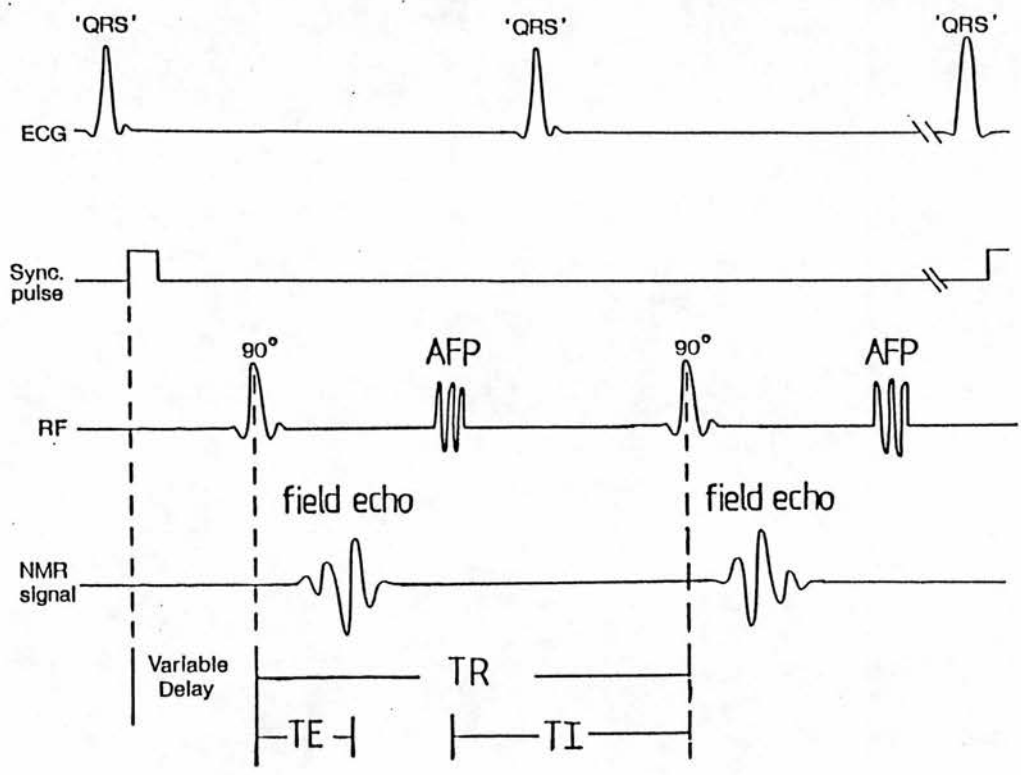 'QRS' 'QRS' 'QRS'
ECG
Sync.
pulse
90° AFP 90° AFP
RF
field echo field echo
NMR
signal
Variable
Delay
TR
TE TI